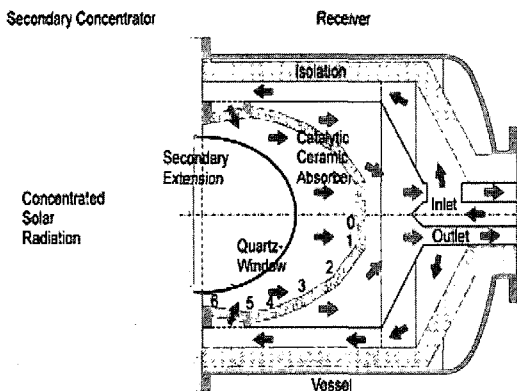 Secondary Concentrator
Receiver
Isolation
Catalytic
Ceramic
Absorber
Secondary
Extension
Concentrated
Solar
Radiation
Inlet
Outlet
Quartz-
Window
0
1
2
3
4
5
6
Vessel